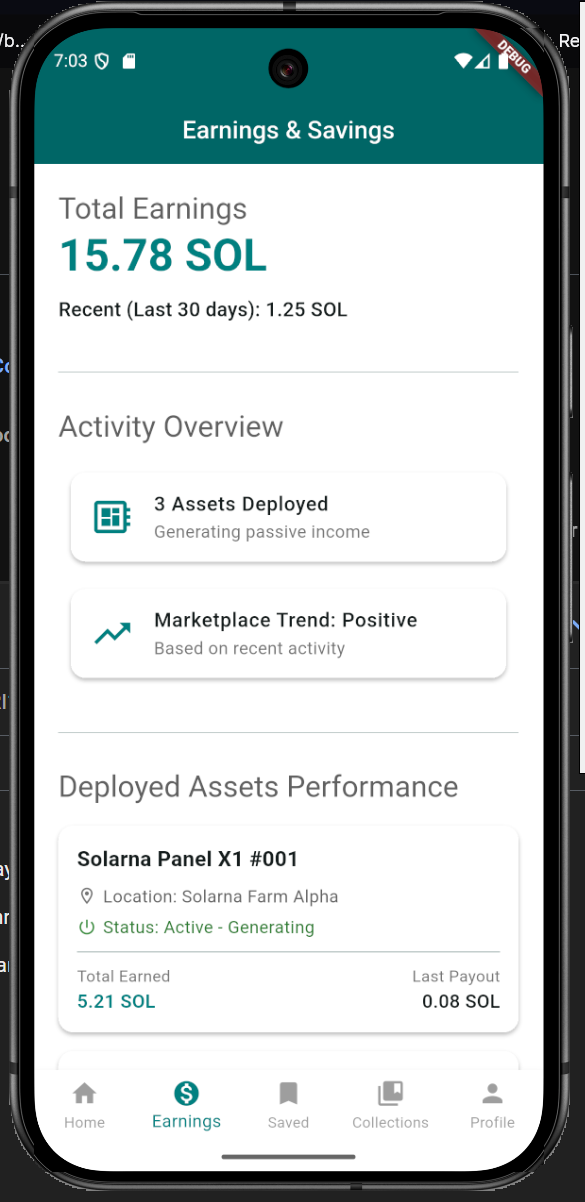 7:03
DEBUG
Earnings & Savings
Total Earnings
15.78 SOL
Recent (Last 30 days): 1.25 SOL
Activity Overview
3 Assets Deployed
Generating passive income
Marketplace Trend: Positive
Based on recent activity
Deployed Assets Performance
Solarna Panel X1 #001
Location: Solarna Farm Alpha
Status: Active - Generating
Total Earned Last Payout
5.21 SOL 0.08 SOL
Home Earnings Saved Collections Profile